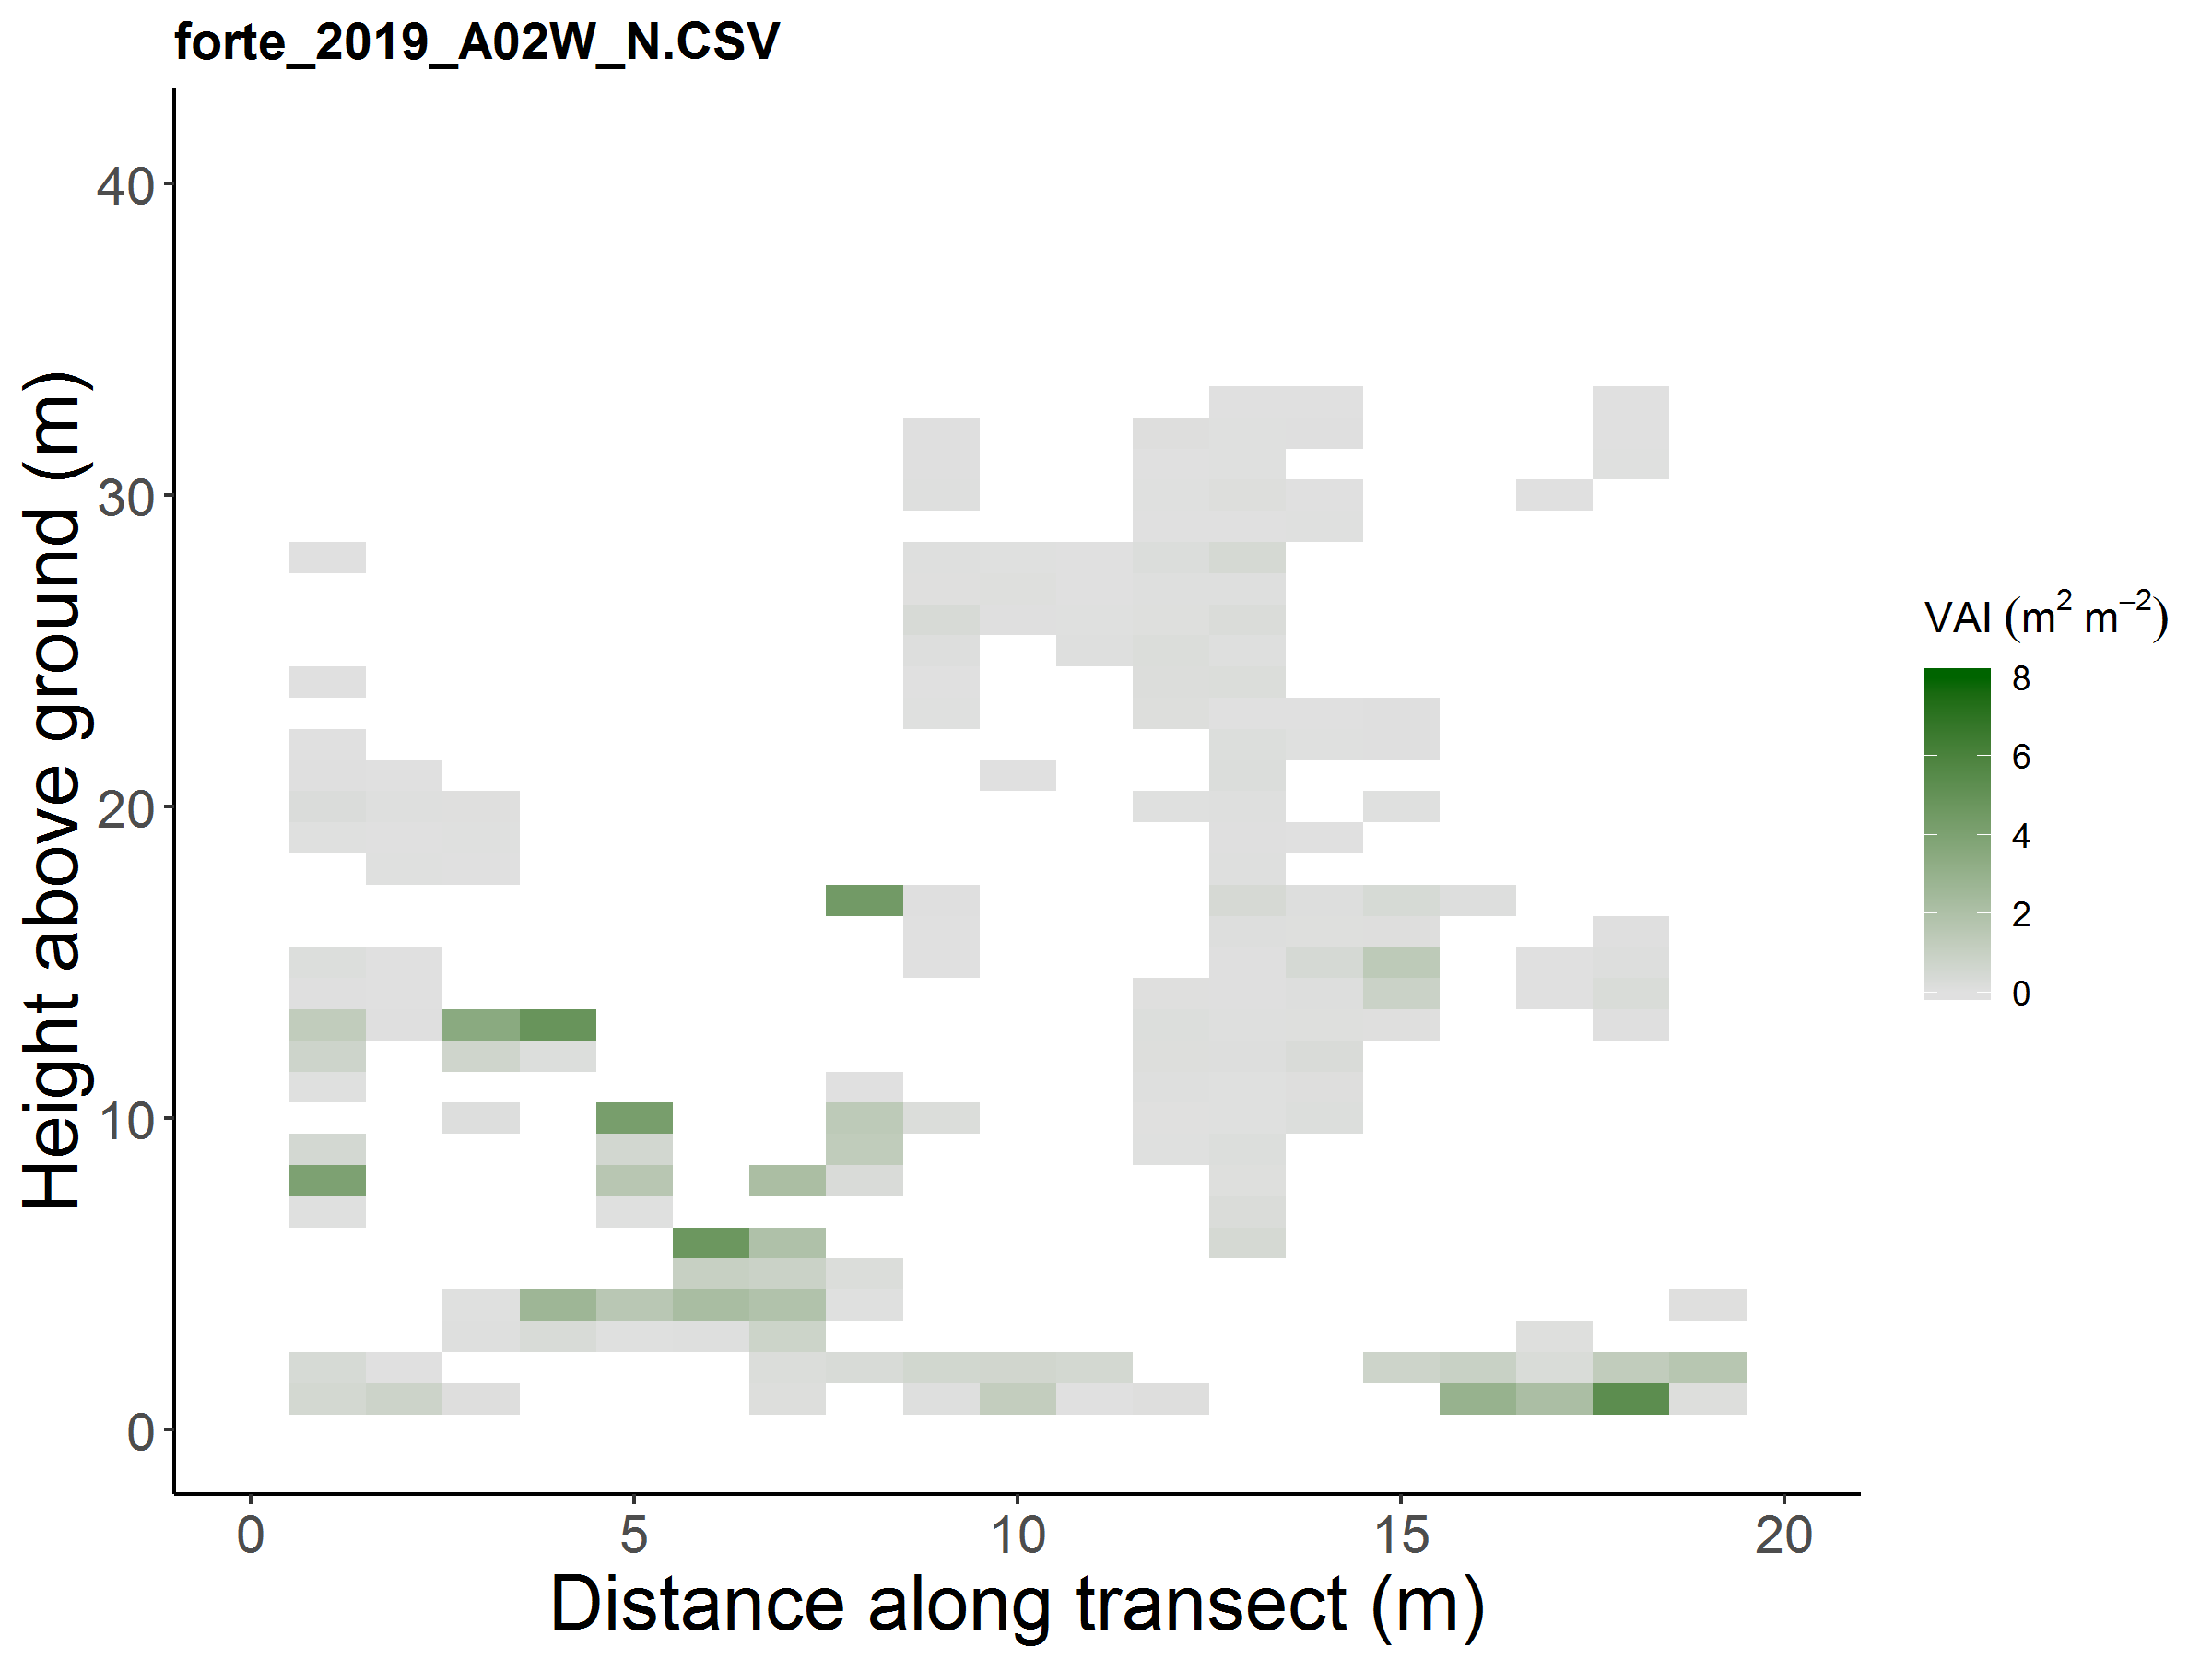 forte_2019_A02W_N.CSV
Height above ground (m)
40
30
20
10
0
0 5 10 15 20
Distance along transect (m)
VAI (m² m⁻²)
8
6
4
2
0